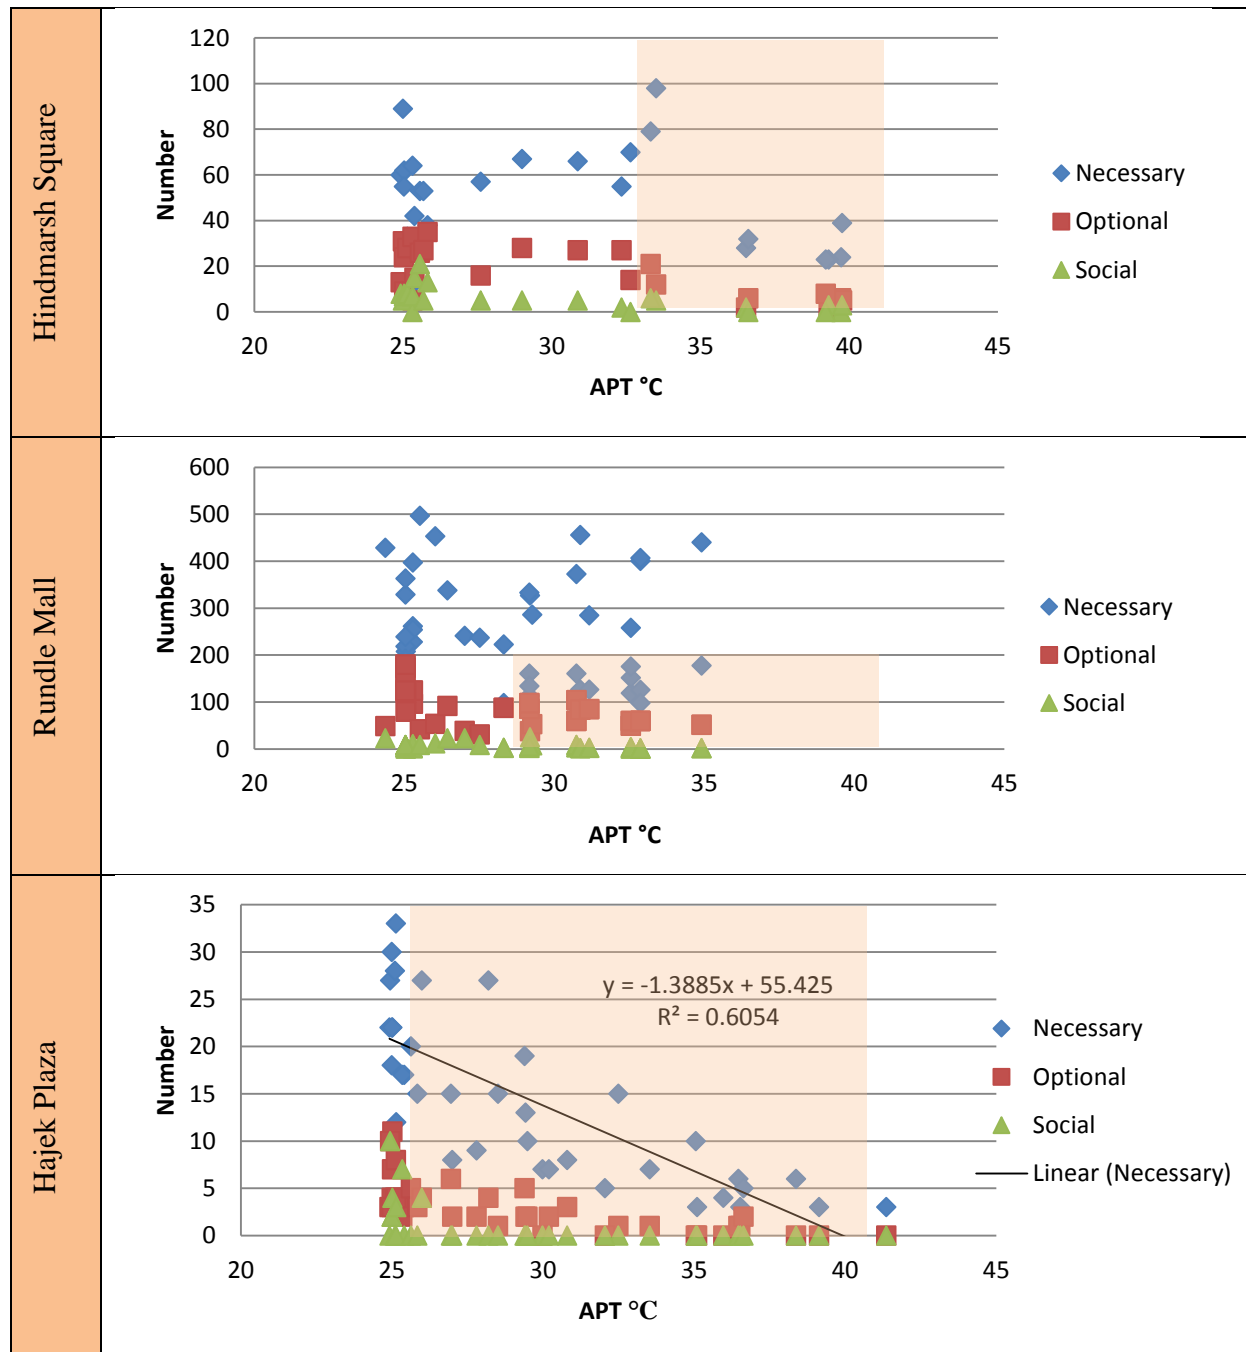 Hindmarsh Square
120
100
80
60
40
20
0
Number
20 25 30 35 40 45
APT °C
Necessary
Optional
Social
Rundle Mall
600
500
400
300
200
100
0
Number
20 25 30 35 40 45
APT °C
Necessary
Optional
Social
Hajek Plaza
35
30
25
20
15
10
5
0
Number
y = -1.3885x + 55.425
R² = 0.6054
20 25 30 35 40 45
APT °C
Necessary
Optional
Social
Linear (Necessary)